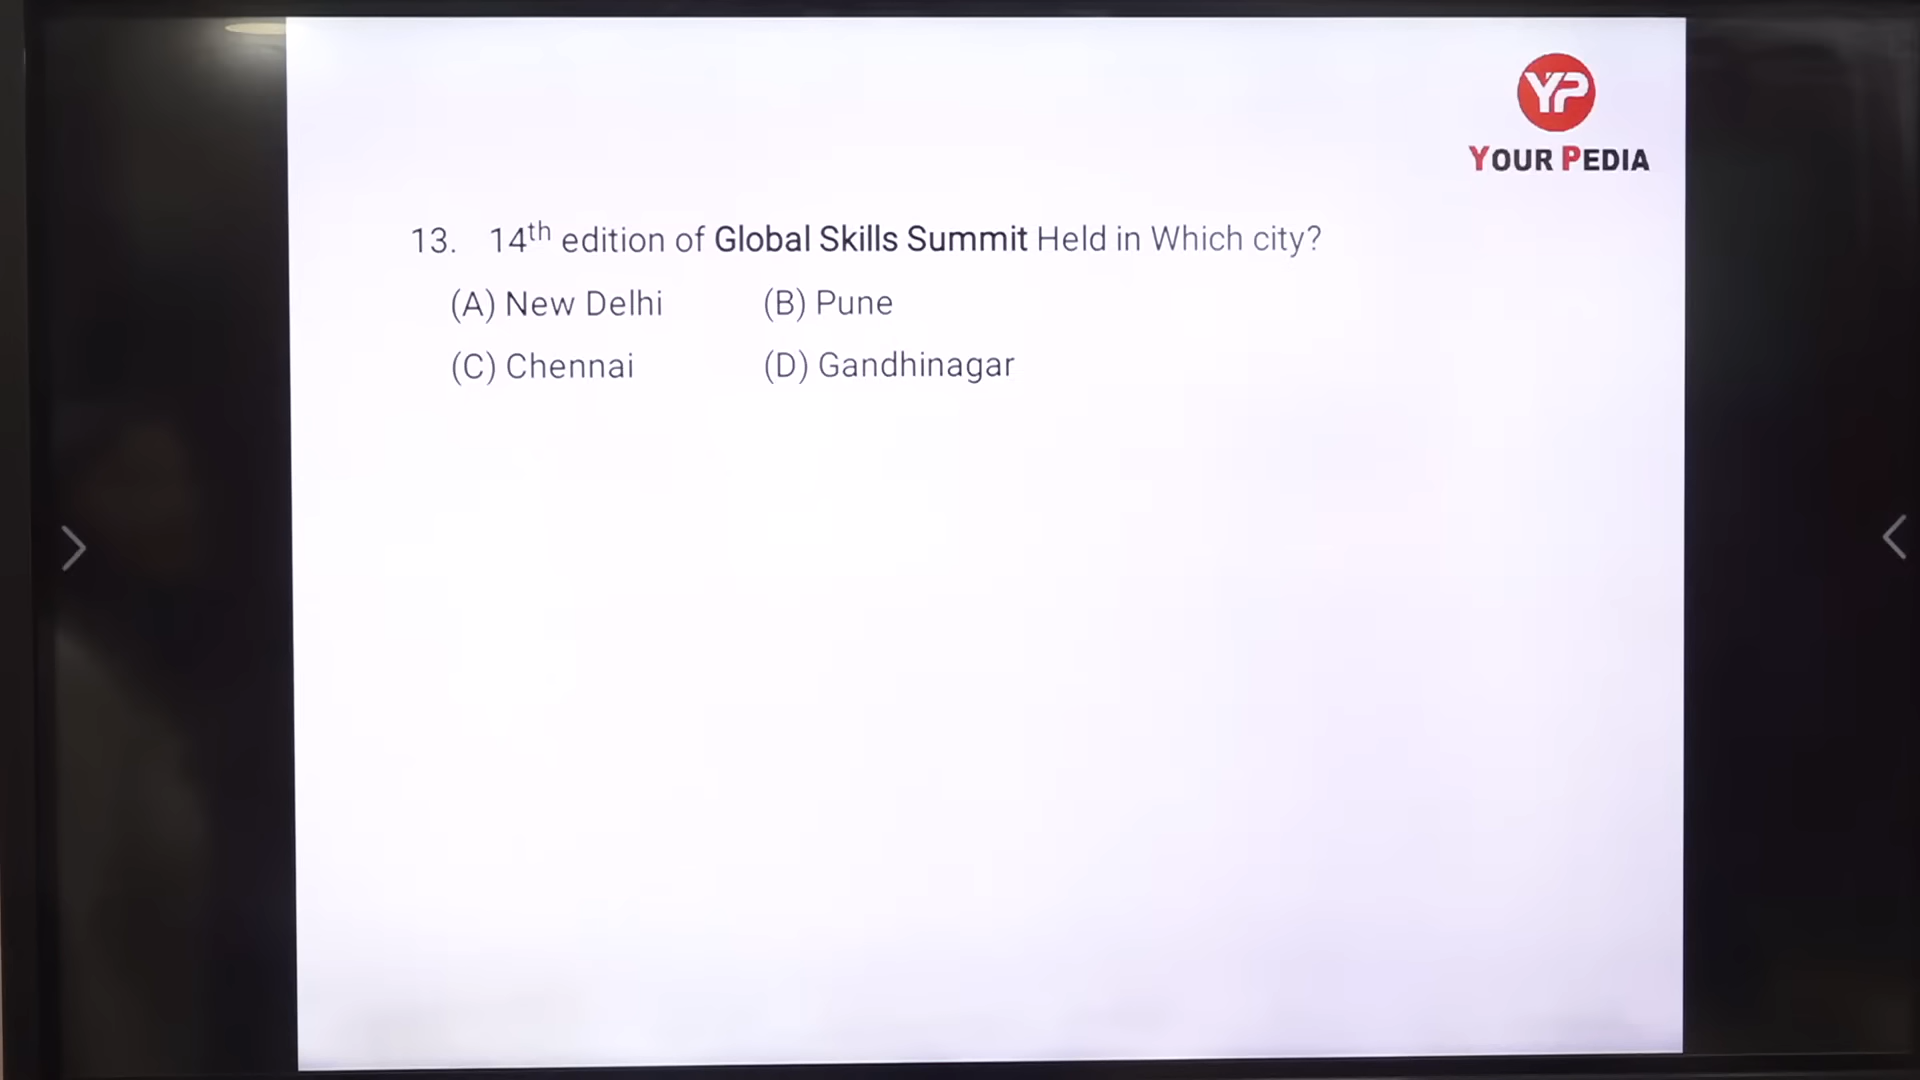 YP
YOUR PEDIA
13. 14th edition of Global Skills Summit Held in Which city?
(A) New Delhi (B) Pune
(C) Chennai (D) Gandhinagar